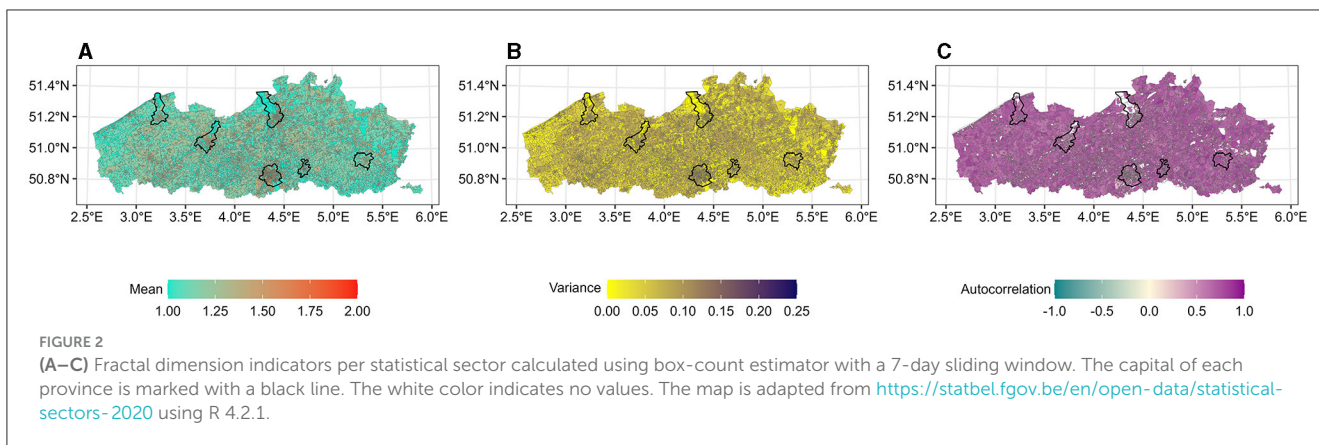 A
B
C
51.4°N
51.2°N
51.0°N
50.8°N
2.5°E 3.0°E 3.5°E 4.0°E 4.5°E 5.0°E 5.5°E 6.0°E
51.4°N
51.2°N
51.0°N
50.8°N
2.5°E 3.0°E 3.5°E 4.0°E 4.5°E 5.0°E 5.5°E 6.0°E
51.4°N
51.2°N
51.0°N
50.8°N
2.5°E 3.0°E 3.5°E 4.0°E 4.5°E 5.0°E 5.5°E 6.0°E
Mean
1.00 1.25 1.50 1.75 2.00
Variance
0.00 0.05 0.10 0.15 0.20 0.25
Autocorrelation
-1.0 -0.5 0.0 0.5 1.0
FIGURE 2
(A–C) Fractal dimension indicators per statistical sector calculated using box-count estimator with a 7-day sliding window. The capital of each
province is marked with a black line. The white color indicates no values. The map is adapted from https://statbel.fgov.be/en/open-data/statistical-
sectors-2020 using R 4.2.1.